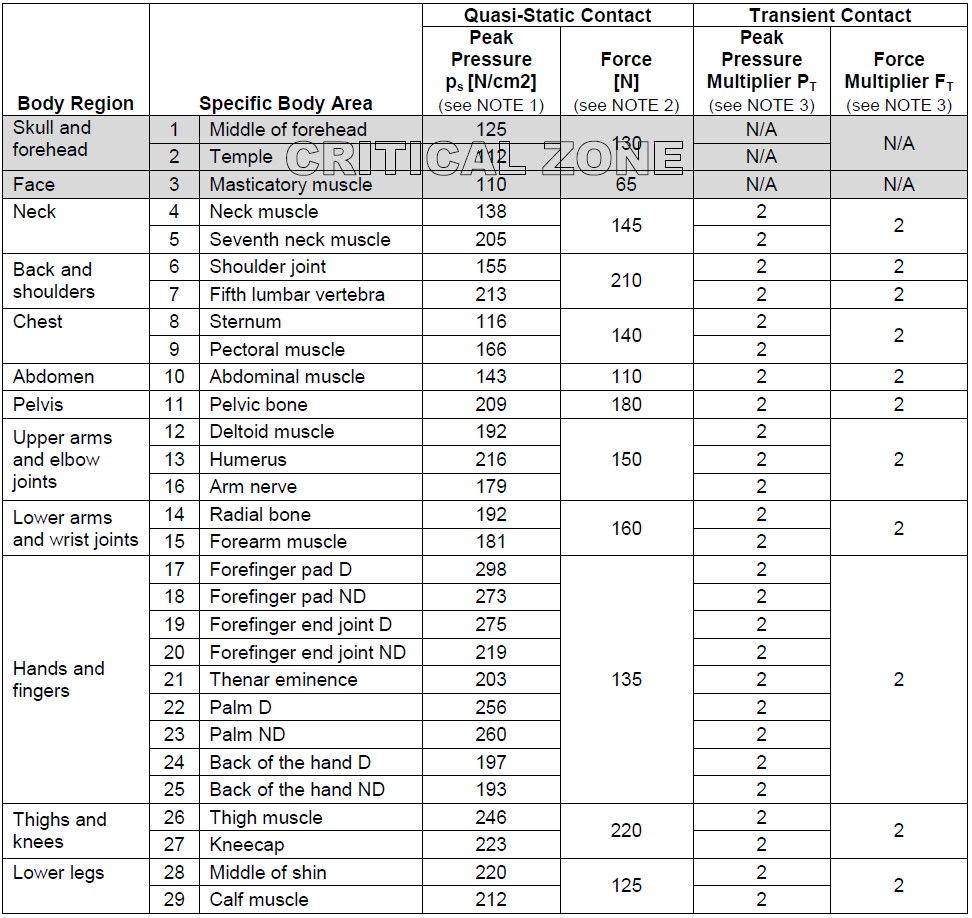 Quasi-Static Contact Transient Contact
Body Region Specific Body Area Peak Pressure ps [N/cm2] (see NOTE 1) Force [N] (see NOTE 2) Peak Pressure Multiplier PT (see NOTE 3) Force Multiplier FT (see NOTE 3)
Skull and forehead 1 Middle of forehead 125 130 N/A N/A
2 Temple 112 N/A
CRITICAL ZONE
Face 3 Masticatory muscle 110 65 N/A N/A
Neck 4 Neck muscle 138 145 2 2
5 Seventh neck muscle 205 2
Back and shoulders 6 Shoulder joint 155 210 2 2
7 Fifth lumbar vertebra 213 2 2
Chest 8 Sternum 116 140 2 2
9 Pectoral muscle 166 2
Abdomen 10 Abdominal muscle 143 110 2 2
Pelvis 11 Pelvic bone 209 180 2 2
Upper arms and elbow joints 12 Deltoid muscle 192 150 2 2
13 Humerus 216 2
16 Arm nerve 179 2
Lower arms and wrist joints 14 Radial bone 192 160 2 2
15 Forearm muscle 181 2
Hands and fingers 17 Forefinger pad D 298 135 2 2
18 Forefinger pad ND 273 2
19 Forefinger end joint D 275 2
20 Forefinger end joint ND 219 2
21 Thenar eminence 203 2
22 Palm D 256 2
23 Palm ND 260 2
24 Back of the hand D 197 2
25 Back of the hand ND 193 2
Thighs and knees 26 Thigh muscle 246 220 2 2
27 Kneecap 223 2
Lower legs 28 Middle of shin 220 125 2 2
29 Calf muscle 212 2